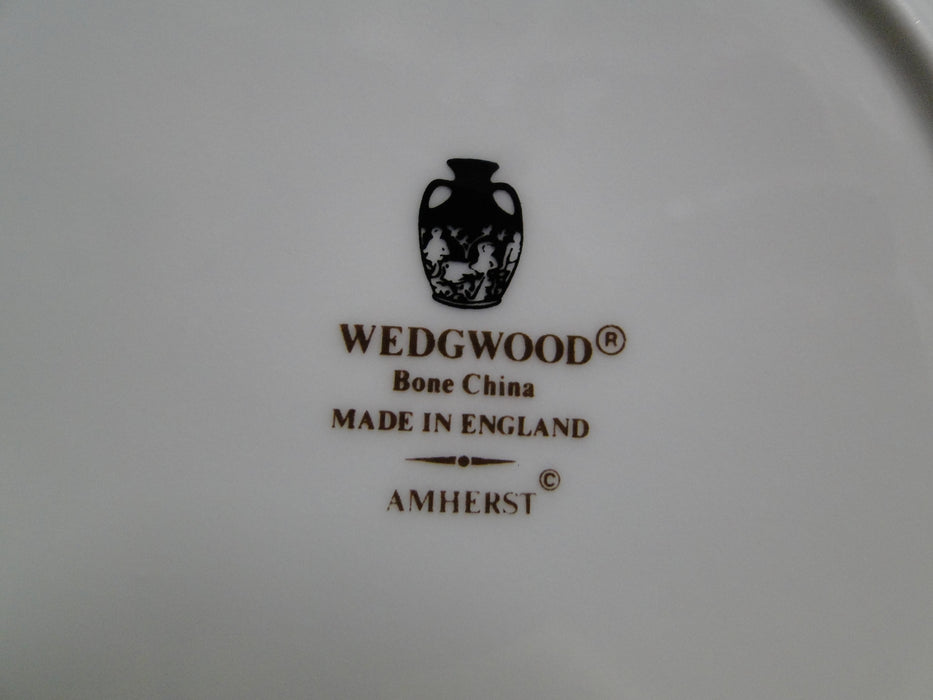 WEDGWOOD®
Bone China
MADE IN ENGLAND
AMHERST©